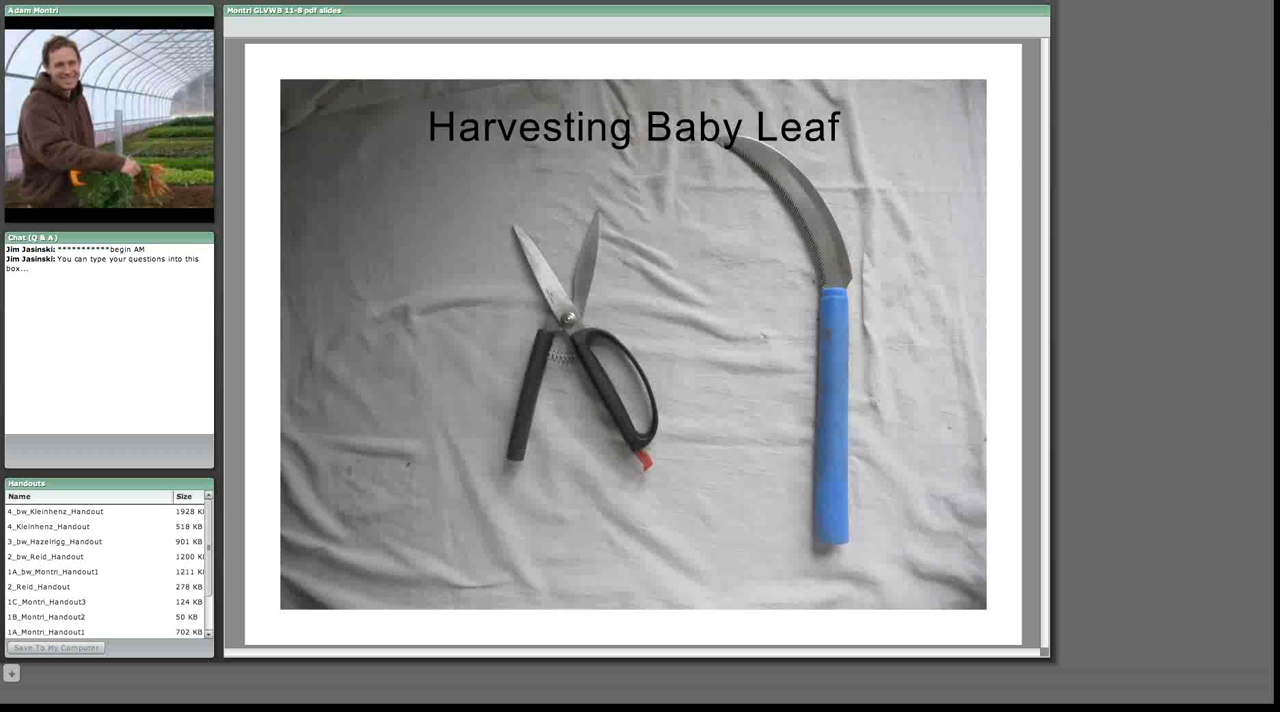 Adam Montri
Montri GLVWB 11-8 pdf slides
Harvesting Baby Leaf
Chat (Q & A)
Jim Jasinski: ***********begin AM
Jim Jasinski: You can type your questions into this
box...
Handouts
Name Size
4_bw_Kleinhenz_Handout 1928 K
4_Kleinhenz_Handout 518 KB
3_bw_Hazelrigg_Handout 901 KB
2_bw_Reid_Handout 1200 K
1A_bw_Montri_Handout1 1211 K
2_Reid_Handout 278 KB
1C_Montri_Handout3 124 KB
1B_Montri_Handout2 50 KB
1A_Montri_Handout1 702 KB
Save To My Computer
+